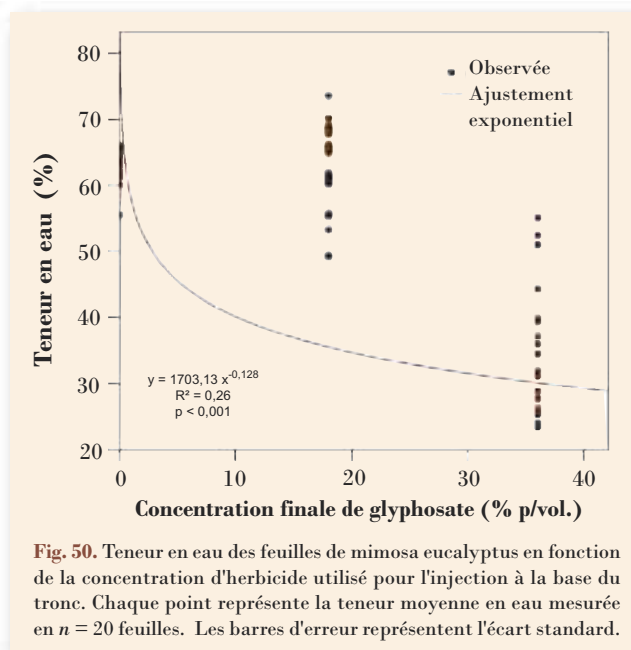 80
70
60
50
40
30
20
Teneur en eau (%)
Observée
Ajustement
exponentiel
y = 1703,13 x-0,128
R² = 0,26
p < 0,001
0
10
20
30
40
Concentration finale de glyphosate (% p/vol.)
Fig. 50. Teneur en eau des feuilles de mimosa eucalyptus en fonction
de la concentration d'herbicide utilisé pour l'injection à la base du
tronc. Chaque point représente la teneur moyenne en eau mesurée
en n = 20 feuilles. Les barres d'erreur représentent l'écart standard.